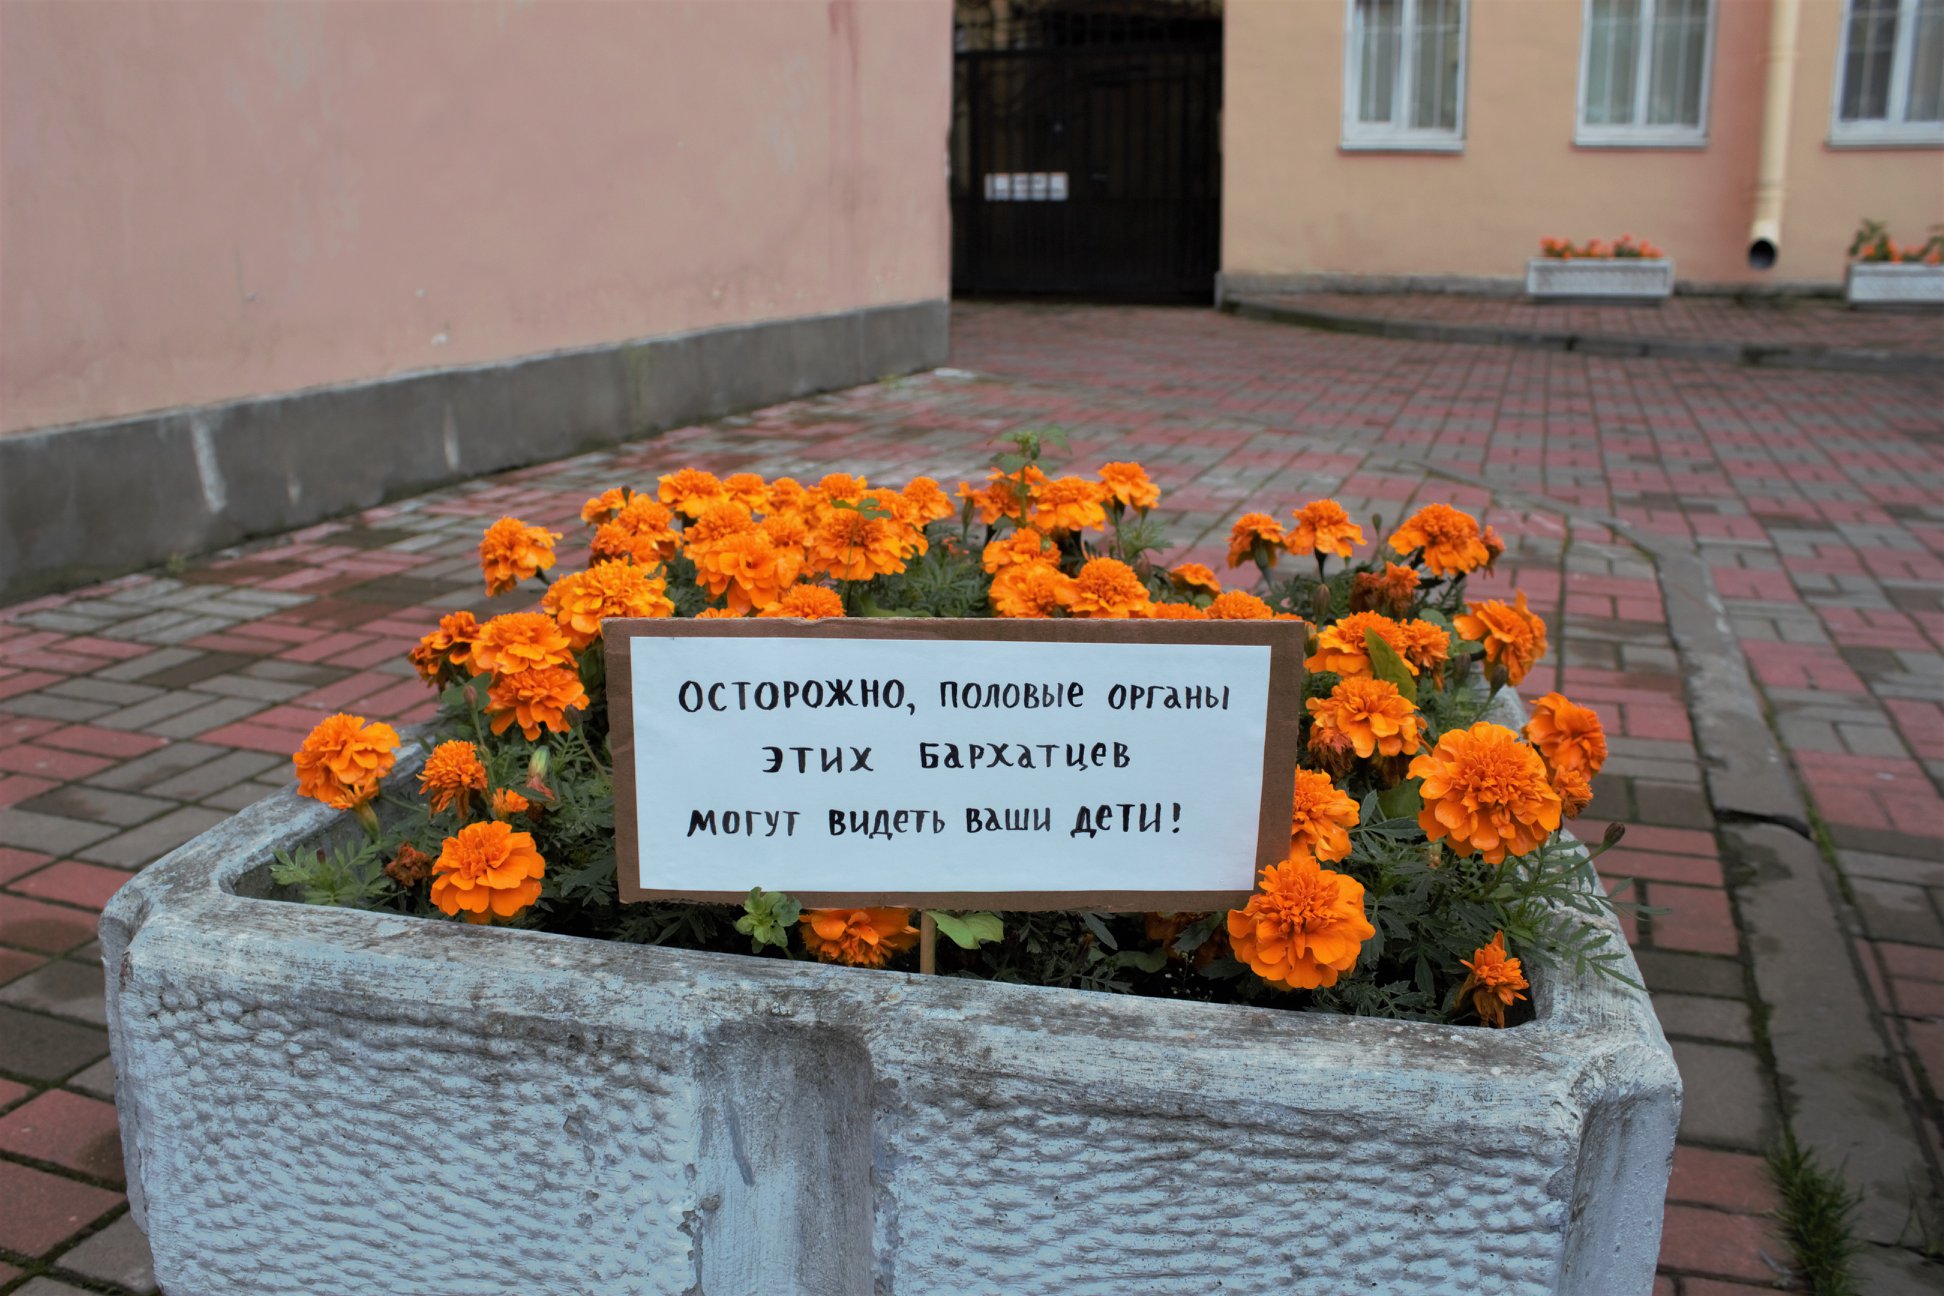 ОСТОРОЖНО, ПОЛОВЫЕ ОРГАНЫ
ЭТИХ БАРХАТЦЕВ
МОГУТ ВИДЕТЬ ВАШИ ДЕТИ!